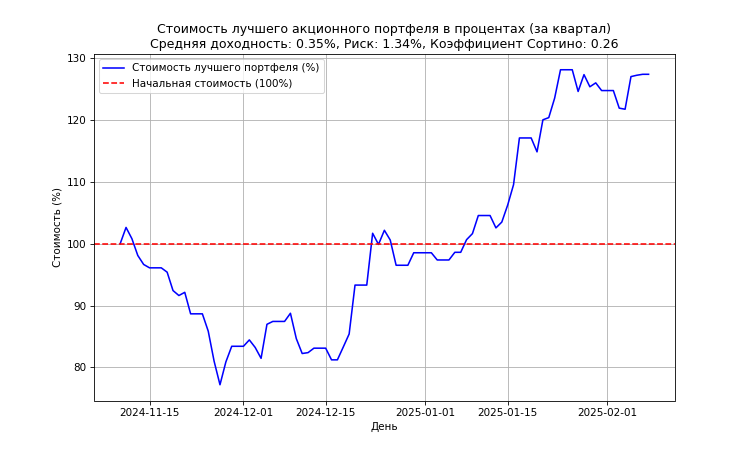 Стоимость лучшего акционного портфеля в процентах (за квартал)
Средняя доходность: 0.35%, Риск: 1.34%, Коэффициент Сортино: 0.26
Стоимость лучшего портфеля (%)
Начальная стоимость (100%)
Стоимость (%)
130
120
110
100
90
80
2024-11-15
2024-12-01
2024-12-15
2025-01-01
2025-01-15
2025-02-01
День